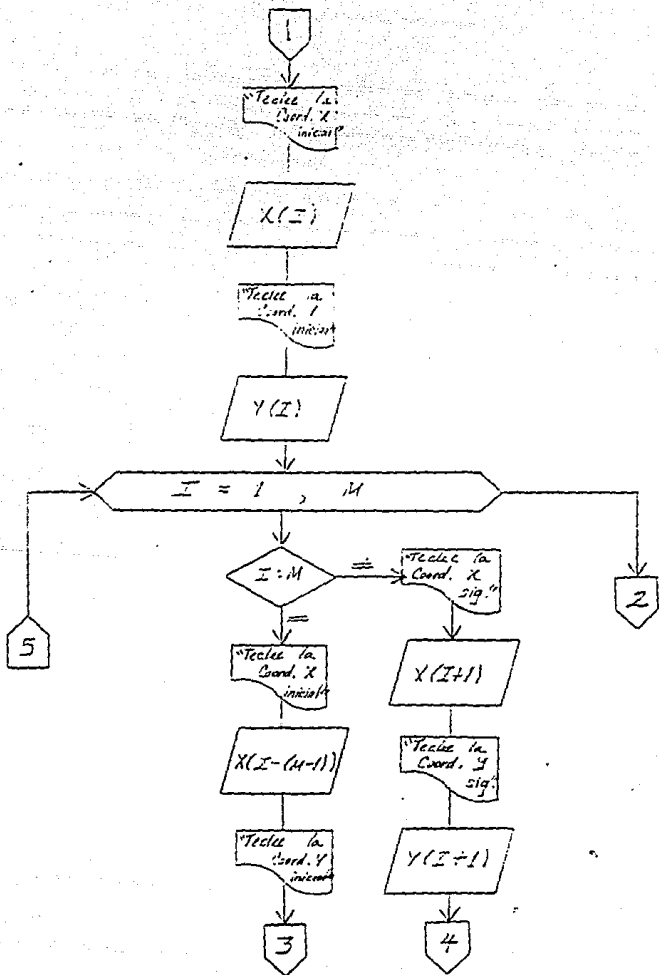 1
"Teclee la
Coord. X
inicial"
X(I)
"Teclee la
Coord.
inicial"
Y(I)
I = 1 , M
I : M
≠
=
"Teclee la
Coord. X
sig."
2
5
"Teclee la
Coord. X
inicial"
X(I+1)
X(I-(M-1))
"Teclee la
Coord. Y
sig."
"Teclee la
Coord. Y
inicial"
Y(I+1)
3
4